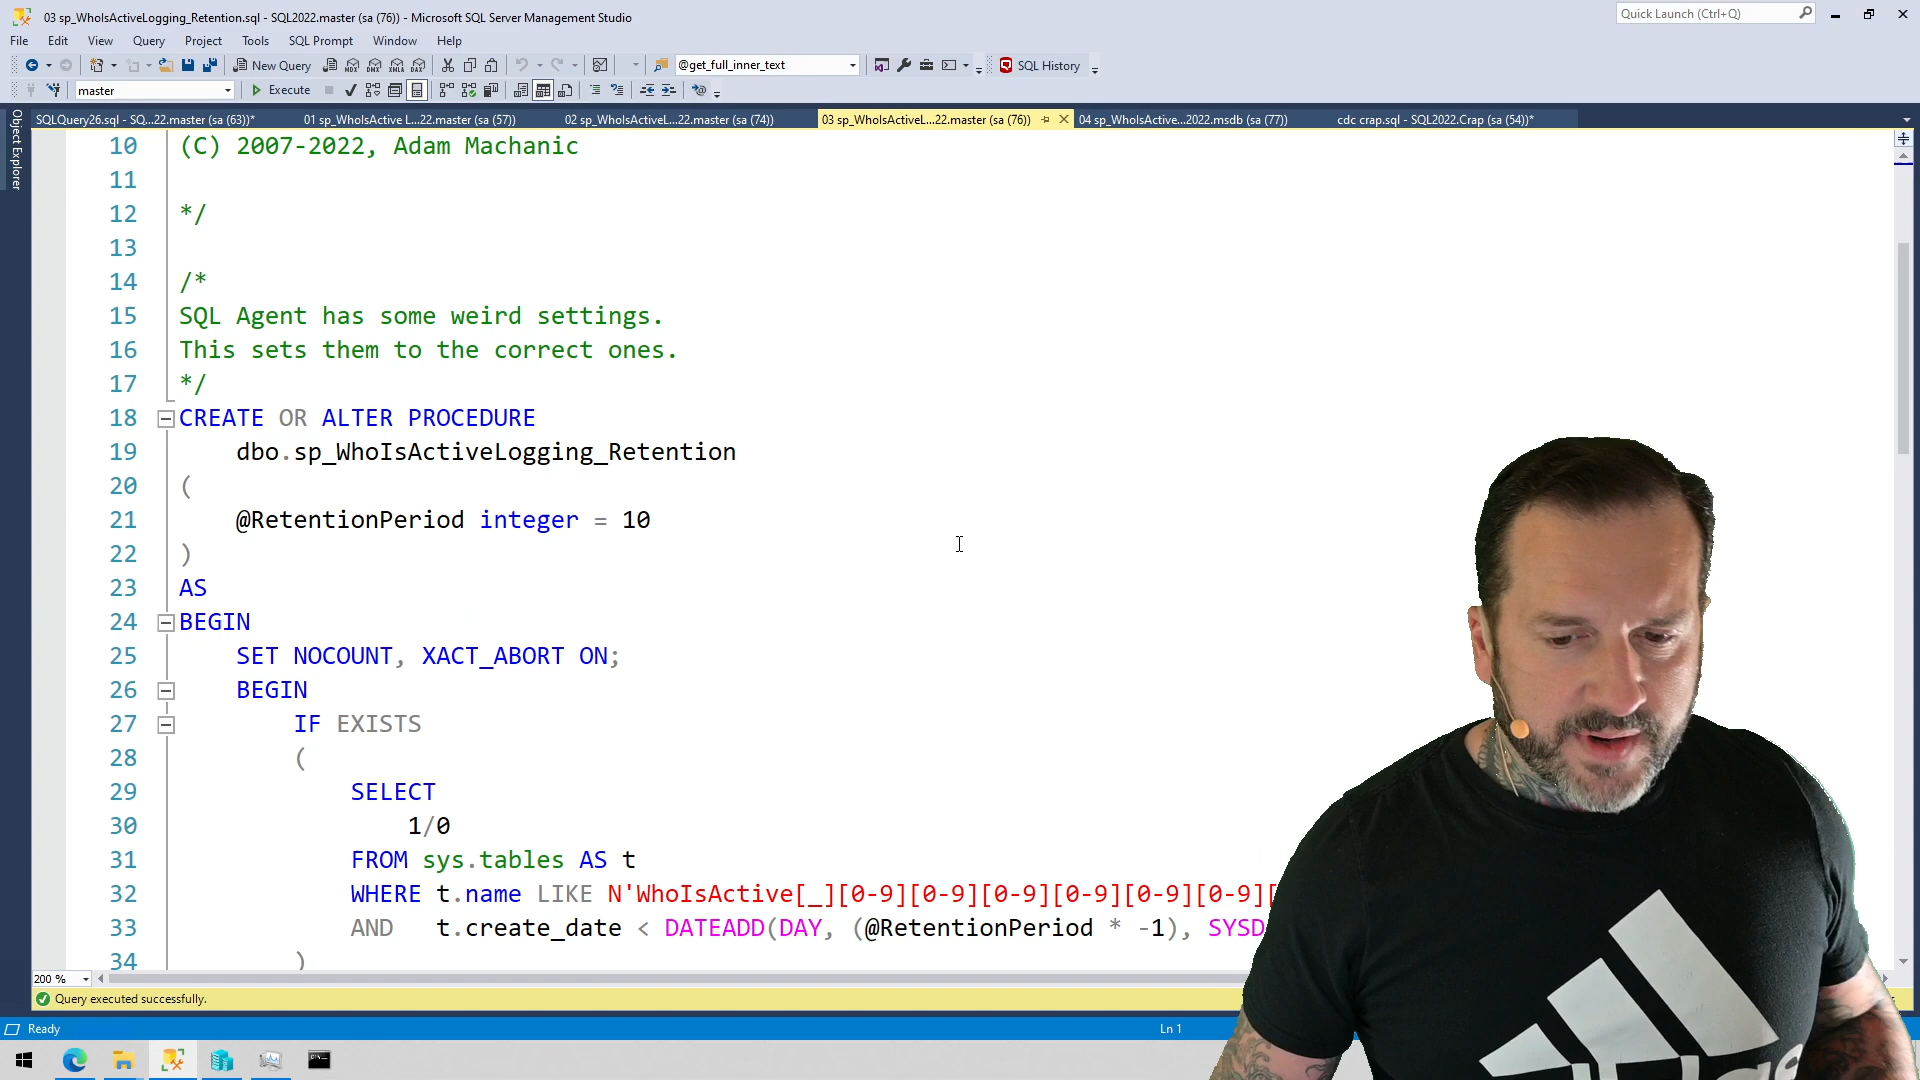 03 sp_WhoIsActiveLogging_Retention.sql - SQL2022.master (sa (76)) - Microsoft SQL Server Management Studio
Quick Launch (Ctrl+Q)
File Edit View Query Project Tools SQL Prompt Window Help
New Query MDX DMX XMLA DAX @get_full_inner_text SQL History
master Execute
SQLQuery26.sql - SQ...22.master (sa (63))* 01 sp_WhoIsActive L...22.master (sa (57)) 02 sp_WhoIsActiveL...22.master (sa (74)) 03 sp_WhoIsActiveL...22.master (sa (76)) 04 sp_WhoIsActive...2022.msdb (sa (77)) cdc crap.sql - SQL2022.Crap (sa (54))*
Object Explorer
10 (C) 2007-2022, Adam Machanic
11
12 */
13
14 /*
15 SQL Agent has some weird settings.
16 This sets them to the correct ones.
17 */
18 CREATE OR ALTER PROCEDURE
19 dbo.sp_WhoIsActiveLogging_Retention
20 (
21 @RetentionPeriod integer = 10
22 )
23 AS
24 BEGIN
25 SET NOCOUNT, XACT_ABORT ON;
26 BEGIN
27 IF EXISTS
28 (
29 SELECT
30 1/0
31 FROM sys.tables AS t
32 WHERE t.name LIKE N'WhoIsActive[_][0-9][0-9][0-9][0-9][0-9][0-9][
33 AND t.create_date < DATEADD(DAY, (@RetentionPeriod * -1), SYSD
34 )
200 %
Query executed successfully.
Ready Ln 1